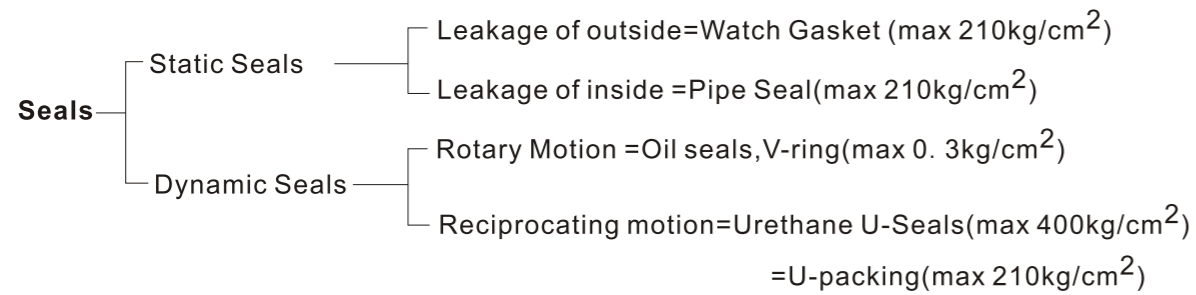 Leakage of outside=Watch Gasket (max 210kg/cm²)
Static Seals
Leakage of inside =Pipe Seal(max 210kg/cm²)
Seals
Rotary Motion =Oil seals,V-ring(max 0. 3kg/cm²)
Dynamic Seals
Reciprocating motion=Urethane U-Seals(max 400kg/cm²)
=U-packing(max 210kg/cm²)